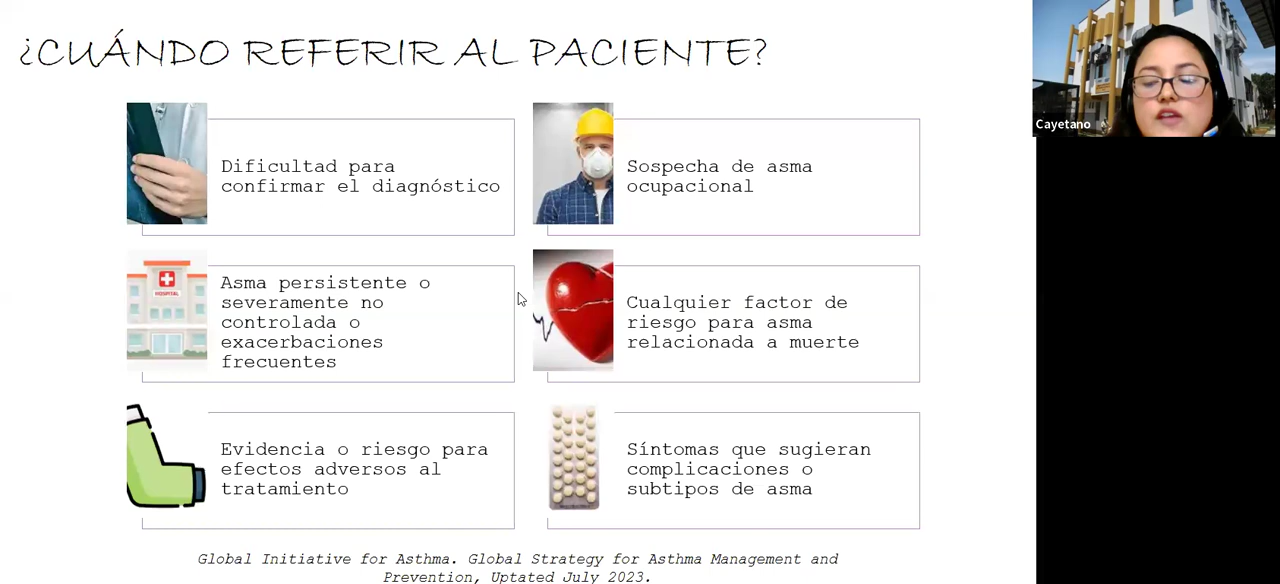 ¿CUÁNDO REFERIR AL PACIENTE?
Cayetano
Dificultad para
confirmar el diagnóstico
Sospecha de asma
ocupacional
HOSPITAL
Asma persistente o
severamente no
controlada o
exacerbaciones
frecuentes
Cualquier factor de
riesgo para asma
relacionada a muerte
Evidencia o riesgo para
efectos adversos al
tratamiento
Síntomas que sugieran
complicaciones o
subtipos de asma
Global Initiative for Asthma. Global Strategy for Asthma Management and
Prevention, Uptated July 2023.